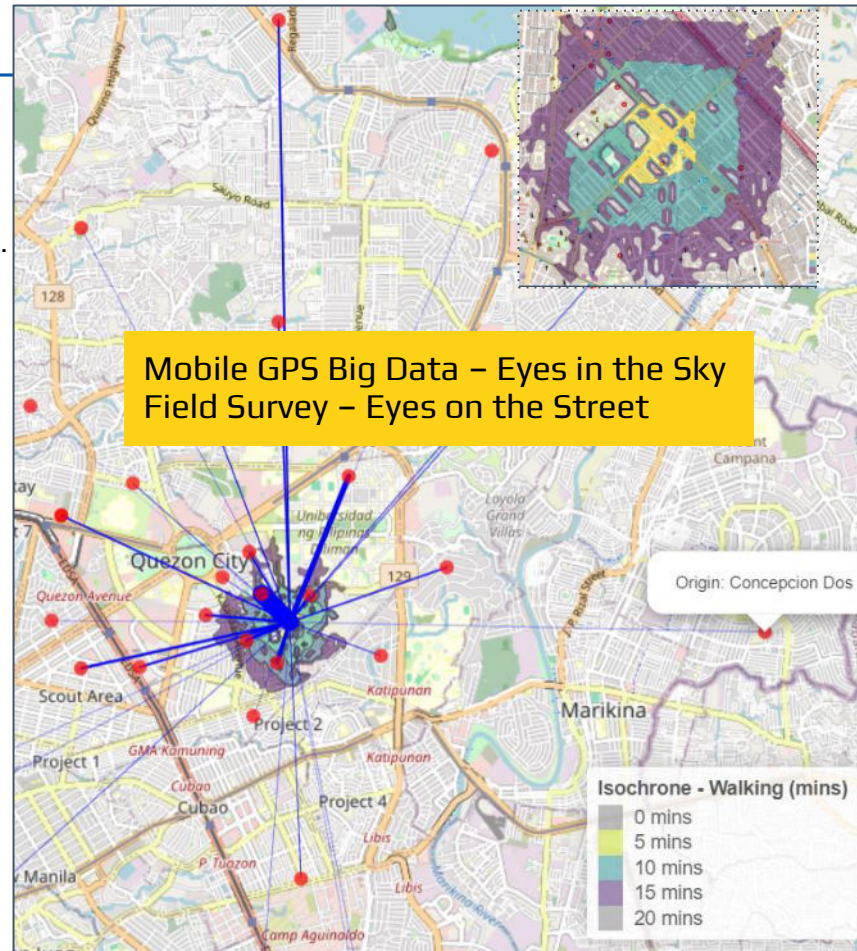 Quirino Highway
Regalado
Sauyo Road
128
Mobile GPS Big Data – Eyes in the Sky
Field Survey – Eyes on the Street
Campana
Loyola
Grand
Villas
Unibersidad
ng Pilipinas
Diliman
Quezon City
129
EDSA
Quezon Avenue
J. P. Rizal Street
Origin: Concepcion Dos
Scout Area
Katipunan
Marikina
Project 2
GMA Kamuning
Project 1
Katipunan
Cubao
Cubao
Project 4
Libis
P. Tuazon
Manila
Libis
Marikina River
Camp Aguinaldo
Isochrone - Walking (mins)
0 mins
5 mins
10 mins
15 mins
20 mins